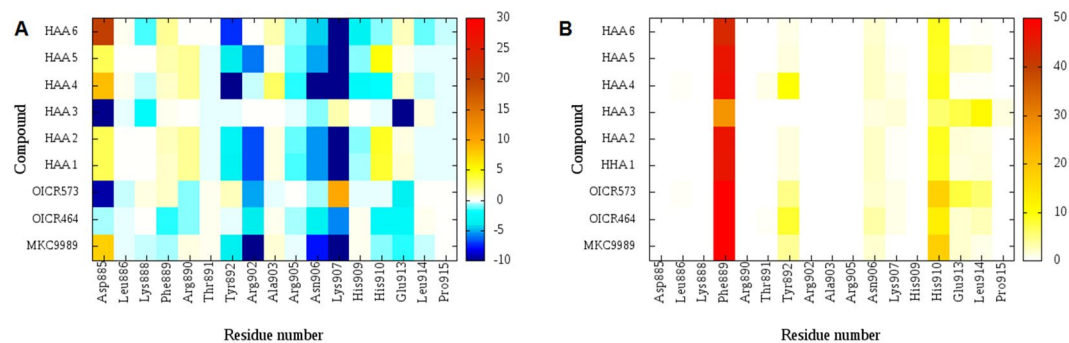 A
Compound
HAA 6
HAA 5
HAA 4
HAA 3
HAA 2
HAA 1
OICR573
OICR464
MKC9989
Asp885
Leu886
Lys888
Phe889
Arg890
Thr891
Tyr892
Arg902
Ala903
Arg905
Asn906
Lys907
His910
His910
Glu913
Leu914
Pro915
Residue number
30
25
20
15
10
5
0
-5
-10
B
Compound
HAA 6
HAA 5
HAA 4
HAA 3
HAA 2
HHA 1
OICR573
OICR464
MKC9989
Asp885
Leu886
Lys888
Phe889
Arg890
Thr891
Tyr892
Arg902
Ala903
Arg905
Asn906
Lys907
His909
His910
Glu913
Leu914
Pro915
Residue number
50
40
30
20
10
0